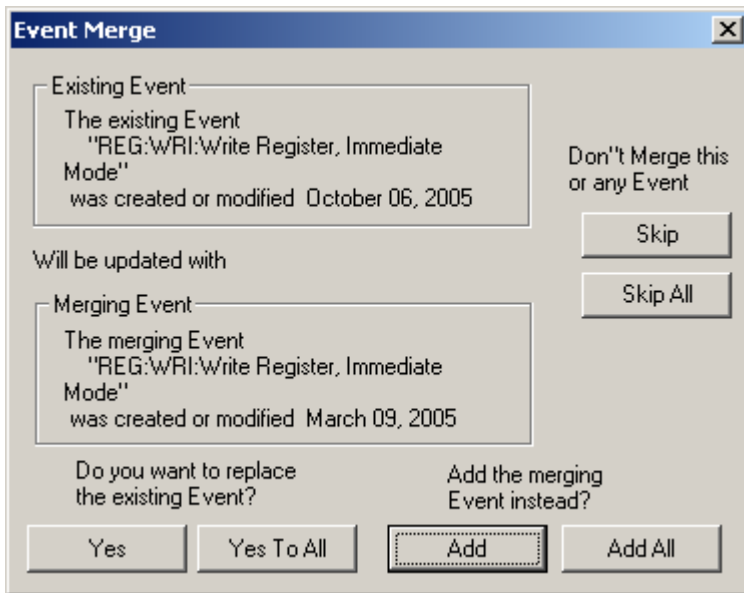 Event Merge
Existing Event
The existing Event
"REG:WRI:Write Register, Immediate
Mode"
was created or modified  October 06, 2005
Don"t Merge this
or any Event
Skip
Will be updated with
Skip All
Merging Event
The merging Event
"REG:WRI:Write Register, Immediate
Mode"
was created or modified  March 09, 2005
Do you want to replace
the existing Event?
Add the merging
Event instead?
Yes
Yes To All
Add
Add All